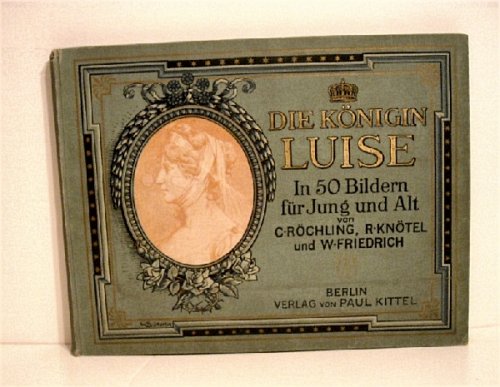 DIE KÖNIGIN
LUISE
In 50 Bildern
für Jung und Alt
von
C·RÖCHLING, R·KNÖTEL
und W·FRIEDRICH
BERLIN
VERLAG von PAUL KITTEL